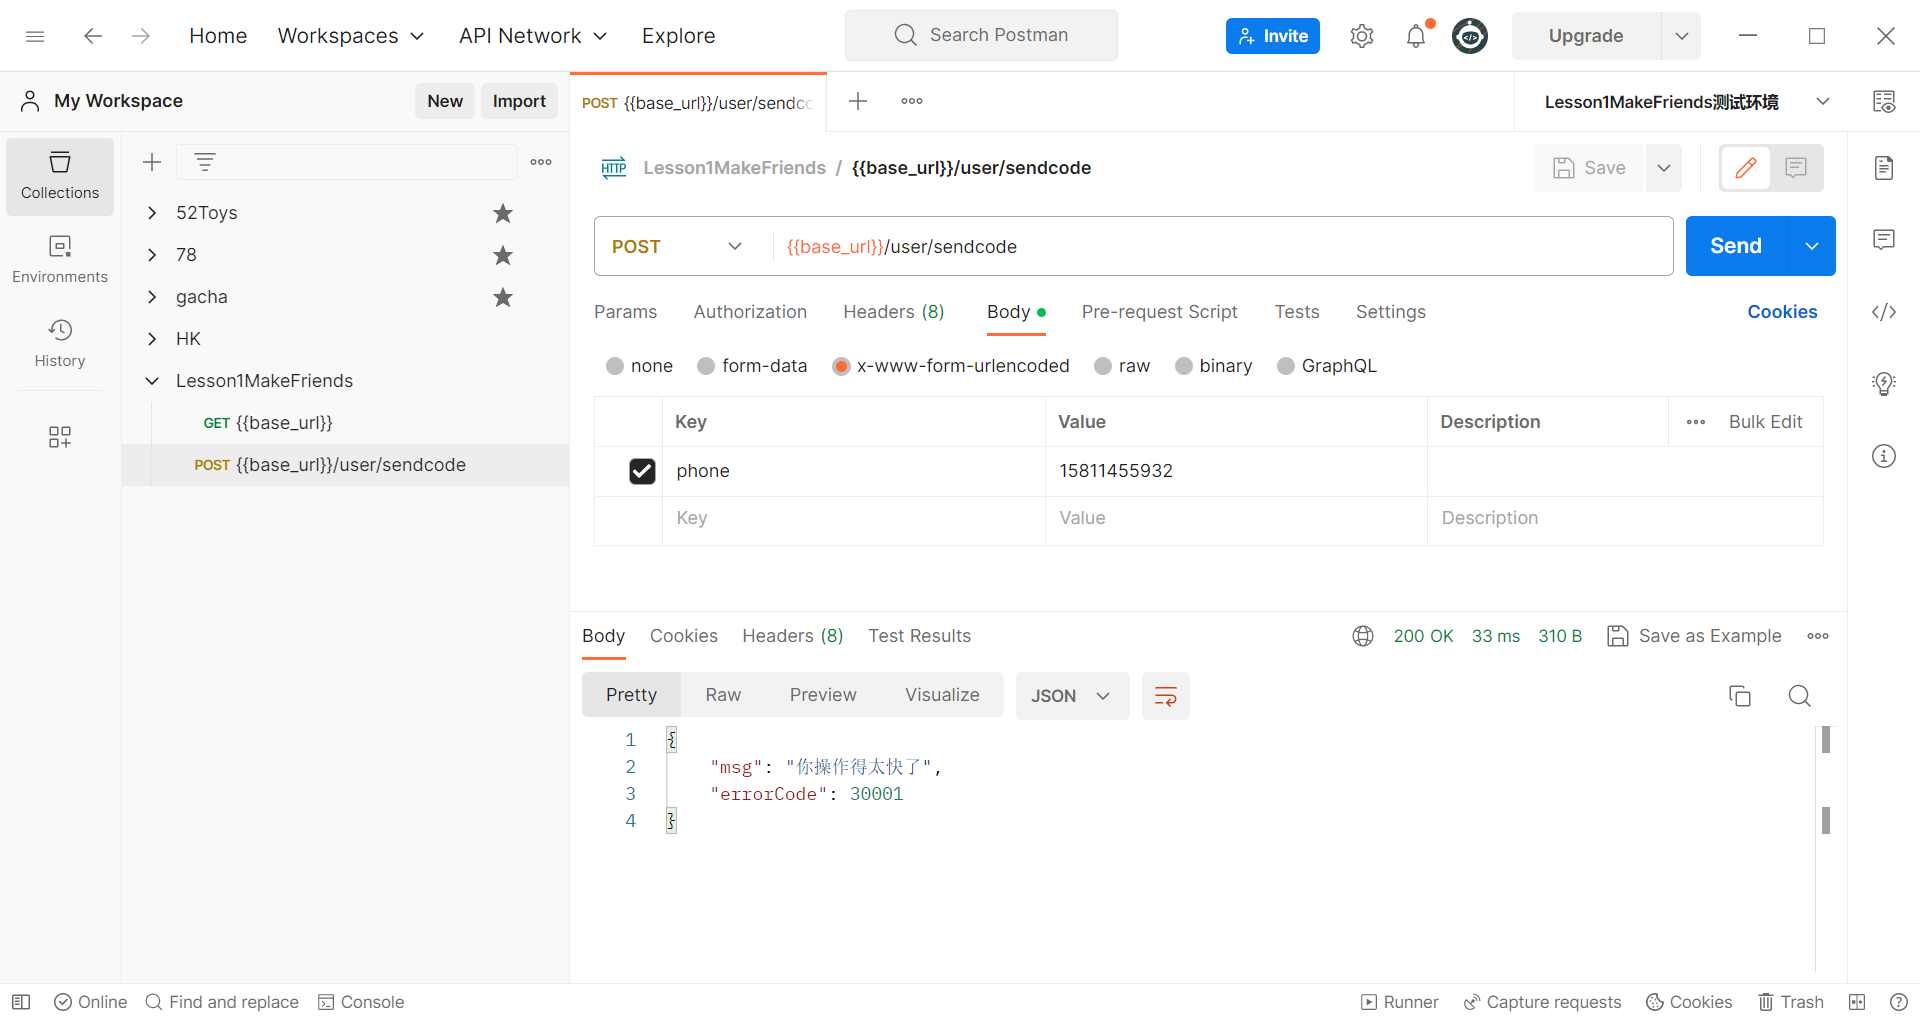 Home Workspaces API Network Explore Search Postman Invite Upgrade
My Workspace New Import POST {{base_url}}/user/sendcc Lesson1MakeFriends测试环境
Collections
Environments
History
52Toys
78
gacha
HK
Lesson1MakeFriends
GET {{base_url}}
POST {{base_url}}/user/sendcode
HTTP Lesson1MakeFriends / {{base_url}}/user/sendcode Save
POST {{base_url}}/user/sendcode Send
Params Authorization Headers (8) Body Pre-request Script Tests Settings Cookies
none form-data x-www-form-urlencoded raw binary GraphQL
Key Value Description Bulk Edit
phone 15811455932
Key Value Description
Body Cookies Headers (8) Test Results 200 OK 33 ms 310 B Save as Example
Pretty Raw Preview Visualize JSON
1 {
2 "msg": "你操作得太快了",
3 "errorCode": 30001
4 }
Online Find and replace Console Runner Capture requests Cookies Trash